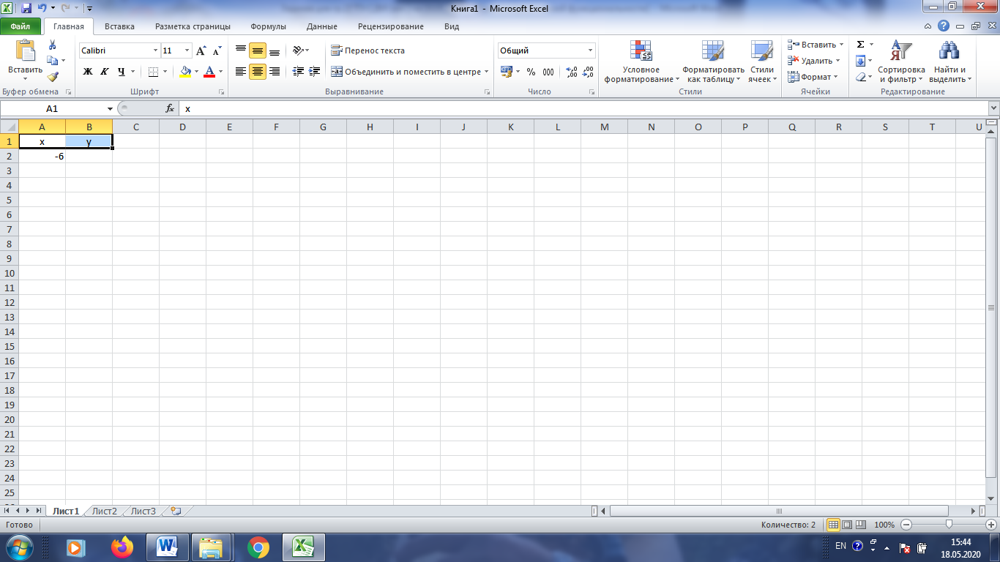 Книга1 - Microsoft Excel
Файл Главная Вставка Разметка страницы Формулы Данные Рецензирование Вид
Вставить
Буфер обмена
Calibri 11
Ж К Ч
Шрифт
Перенос текста
Объединить и поместить в центре
Выравнивание
Общий
% 000
Число
Условное форматирование
Форматировать как таблицу
Стили ячеек
Стили
Вставить
Удалить
Формат
Ячейки
Σ
Сортировка и фильтр
Найти и выделить
Редактирование
A1 fx x
A B C D E F G H I J K L M N O P Q R S T U
1 x y
2 -6
3
4
5
6
7
8
9
10
11
12
13
14
15
16
17
18
19
20
21
22
23
24
25
Лист1 Лист2 Лист3
Готово Количество: 2 100%
EN 15:44
18.05.2020